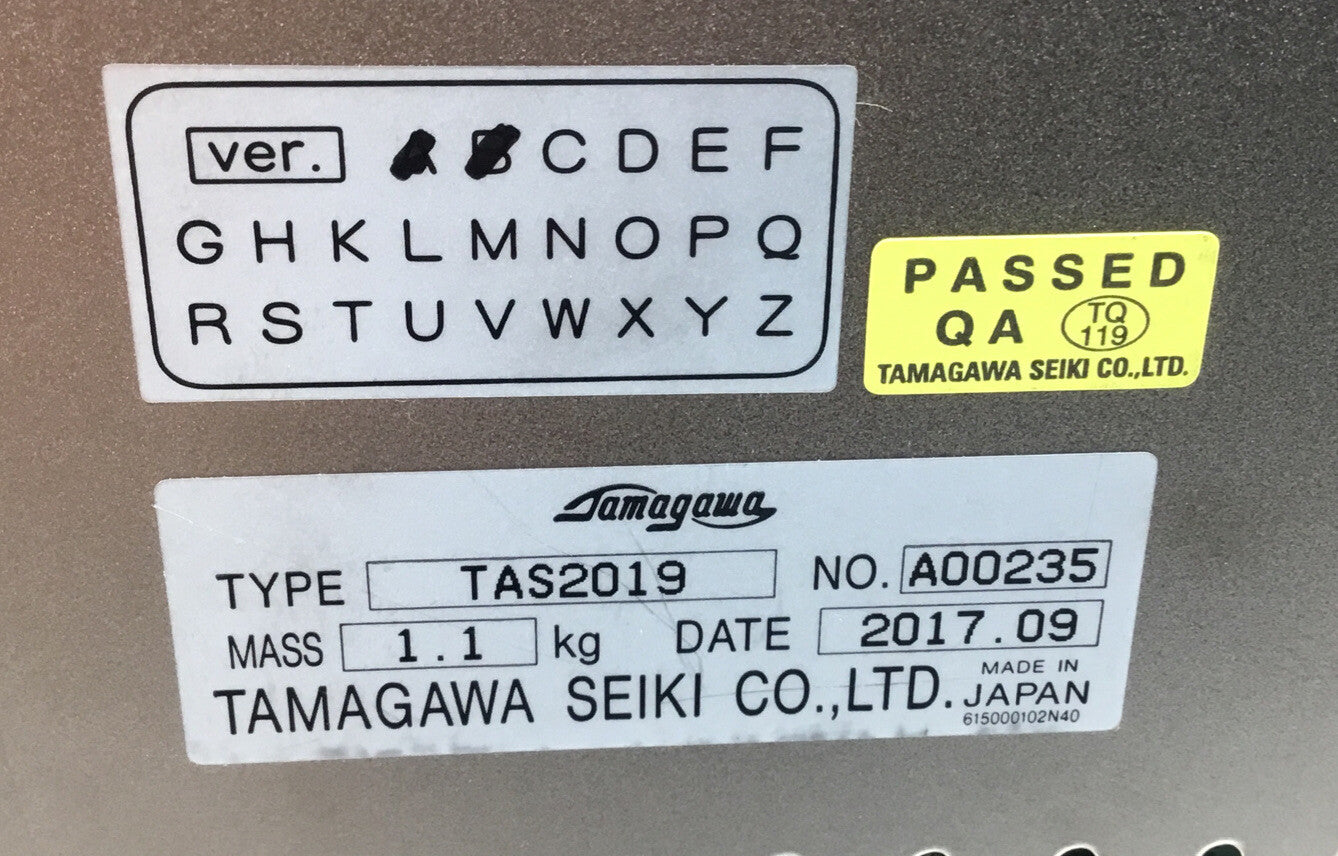 ver. A B C D E F
G H K L M N O P Q
R S T U V W X Y Z
PASSED
QA TQ 119
TAMAGAWA SEIKI CO.,LTD.
Tamagawa
TYPE TAS2019 NO. A00235
MASS 1.1 kg DATE 2017.09
TAMAGAWA SEIKI CO.,LTD. MADE IN JAPAN
615000102N40